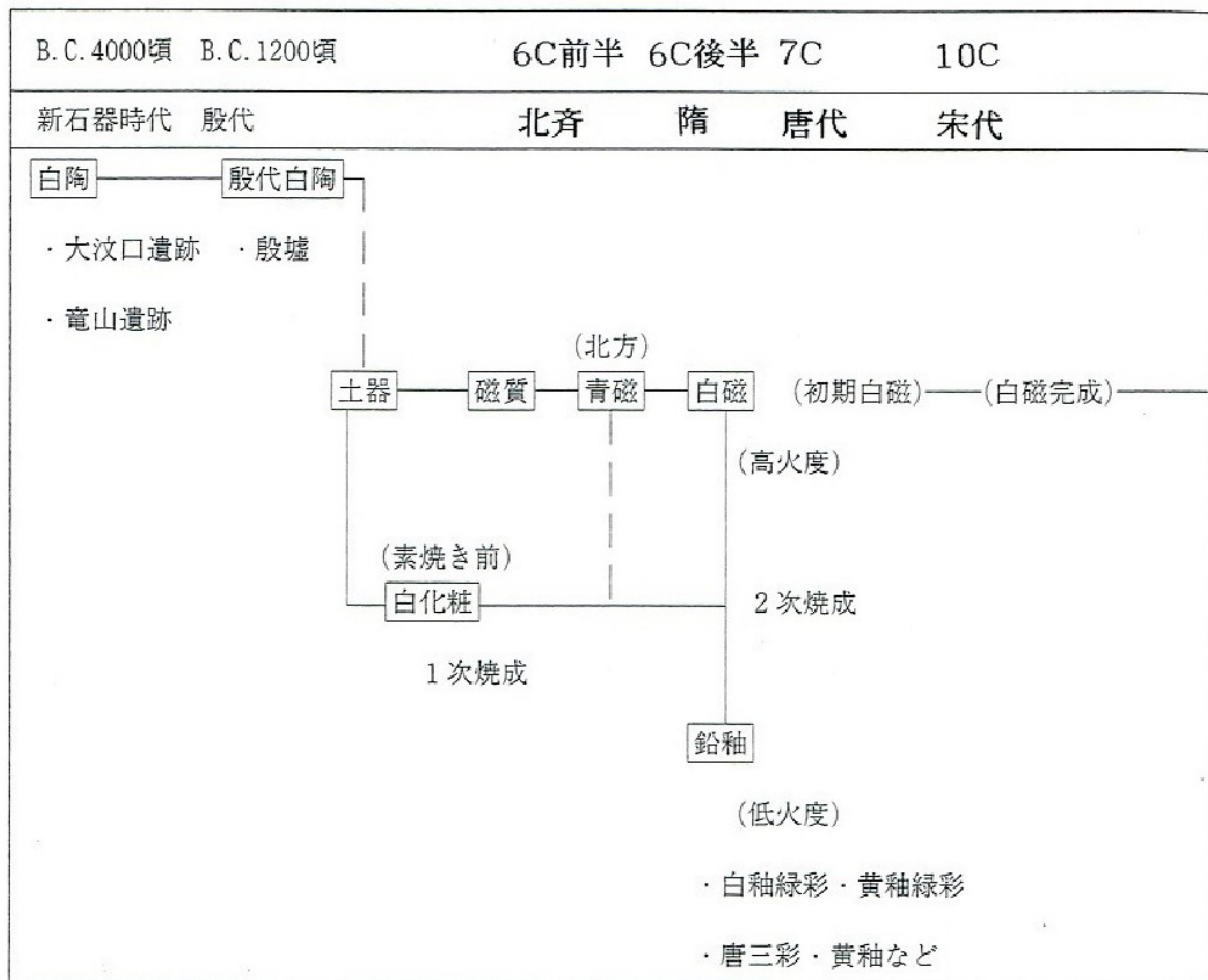 B.C.4000頃 B.C.1200頃 6C前半 6C後半 7C 10C
新石器時代 殷代 北斉 隋 唐代 宋代
白陶 殷代白陶
・大汶口遺跡 ・殷墟
・竜山遺跡
(北方)
土器 磁質 青磁 白磁 (初期白磁) (白磁完成)
(高火度)
(素焼き前)
白化粧 2次焼成
1次焼成
鉛釉
(低火度)
・白釉緑彩・黄釉緑彩
・唐三彩・黄釉など